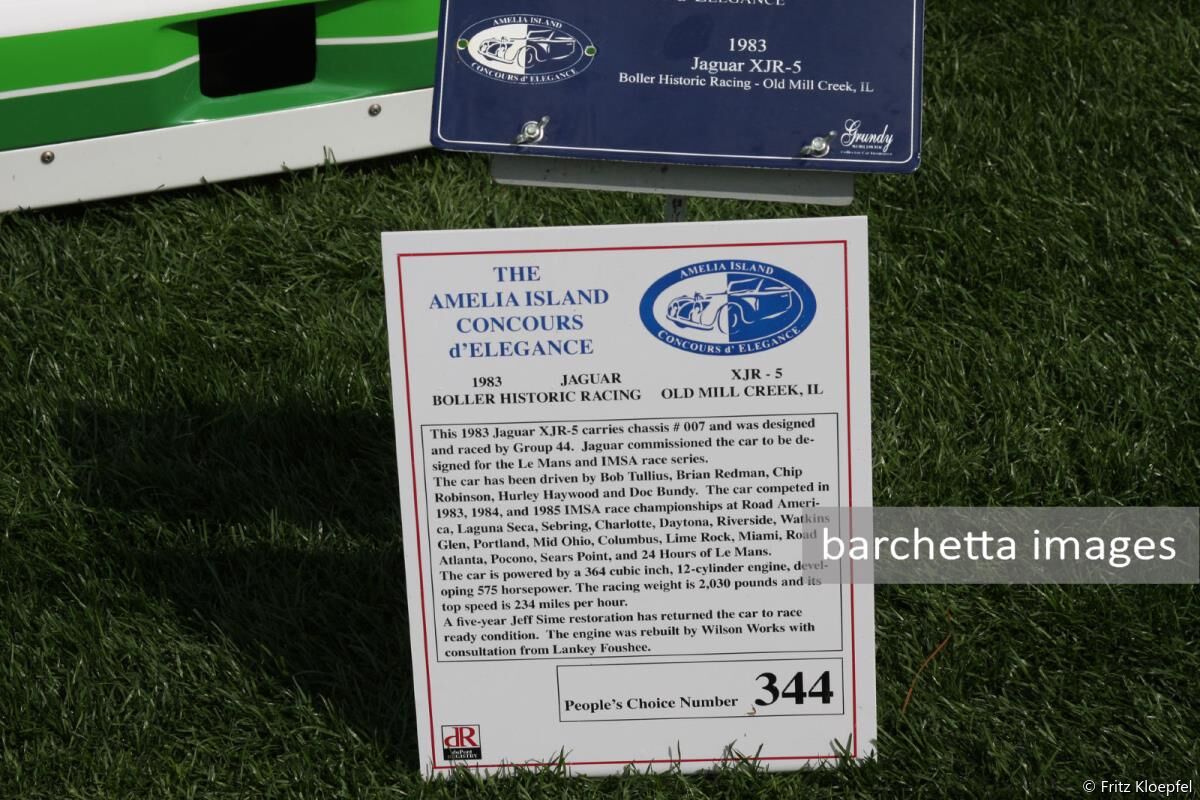 d'ELEGANCE
AMELIA ISLAND
CONCOURS d'ELEGANCE
1983
Jaguar XJR-5
Boller Historic Racing - Old Mill Creek, IL
Grundy
THE
AMELIA ISLAND
CONCOURS
d'ELEGANCE
AMELIA ISLAND
CONCOURS d' ELEGANCE
1983 JAGUAR XJR - 5
BOLLER HISTORIC RACING OLD MILL CREEK, IL
This 1983 Jaguar XJR-5 carries chassis # 007 and was designed
and raced by Group 44. Jaguar commissioned the car to be de-
signed for the Le Mans and IMSA race series.
The car has been driven by Bob Tullius, Brian Redman, Chip
Robinson, Hurley Haywood and Doc Bundy. The car competed in
1983, 1984, and 1985 IMSA race championships at Road Ameri-
ca, Laguna Seca, Sebring, Charlotte, Daytona, Riverside, Watkins
Glen, Portland, Mid Ohio, Columbus, Lime Rock, Miami, Road
Atlanta, Pocono, Sears Point, and 24 Hours of Le Mans.
The car is powered by a 364 cubic inch, 12-cylinder engine, devel-
oping 575 horsepower. The racing weight is 2,030 pounds and its
top speed is 234 miles per hour.
A five-year Jeff Sime restoration has returned the car to race
ready condition. The engine was rebuilt by Wilson Works with
consultation from Lankey Foushee.
People's Choice Number 344
dR
duPont
REGISTRY
barchetta images
© Fritz Kloepfel